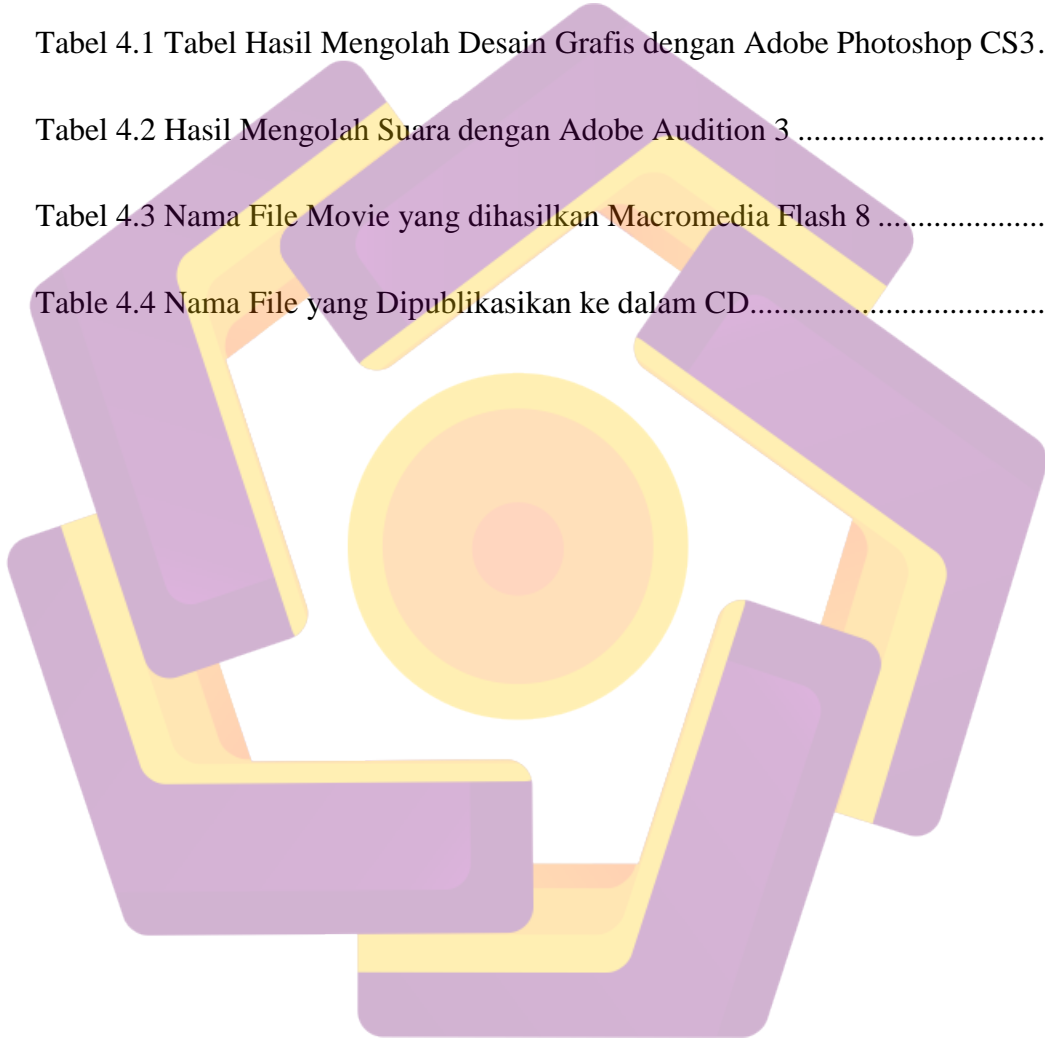 Tabel 4.1 Tabel Hasil Mengolah Desain Grafis dengan Adobe Photoshop CS3.
Tabel 4.2 Hasil Mengolah Suara dengan Adobe Audition 3 ...............................
Tabel 4.3 Nama File Movie yang dihasilkan Macromedia Flash 8 .....................
Table 4.4 Nama File yang Dipublikasikan ke dalam CD.....................................